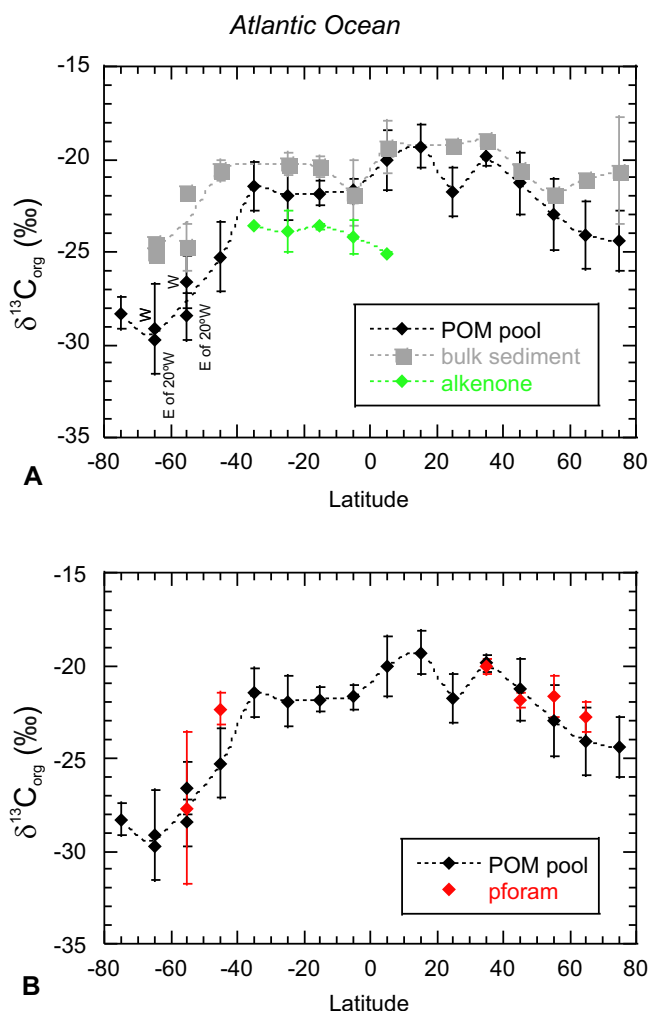 Atlantic Ocean
-15
-20
-25
-30
-35
δ¹³C_org (‰)
W
W
E of 20°W
E of 20°W
POM pool
bulk sediment
alkenone
-80 -60 -40 -20 0 20 40 60 80
A
Latitude
-15
-20
-25
-30
-35
δ¹³C_org (‰)
POM pool
pforam
-80 -60 -40 -20 0 20 40 60 80
B
Latitude